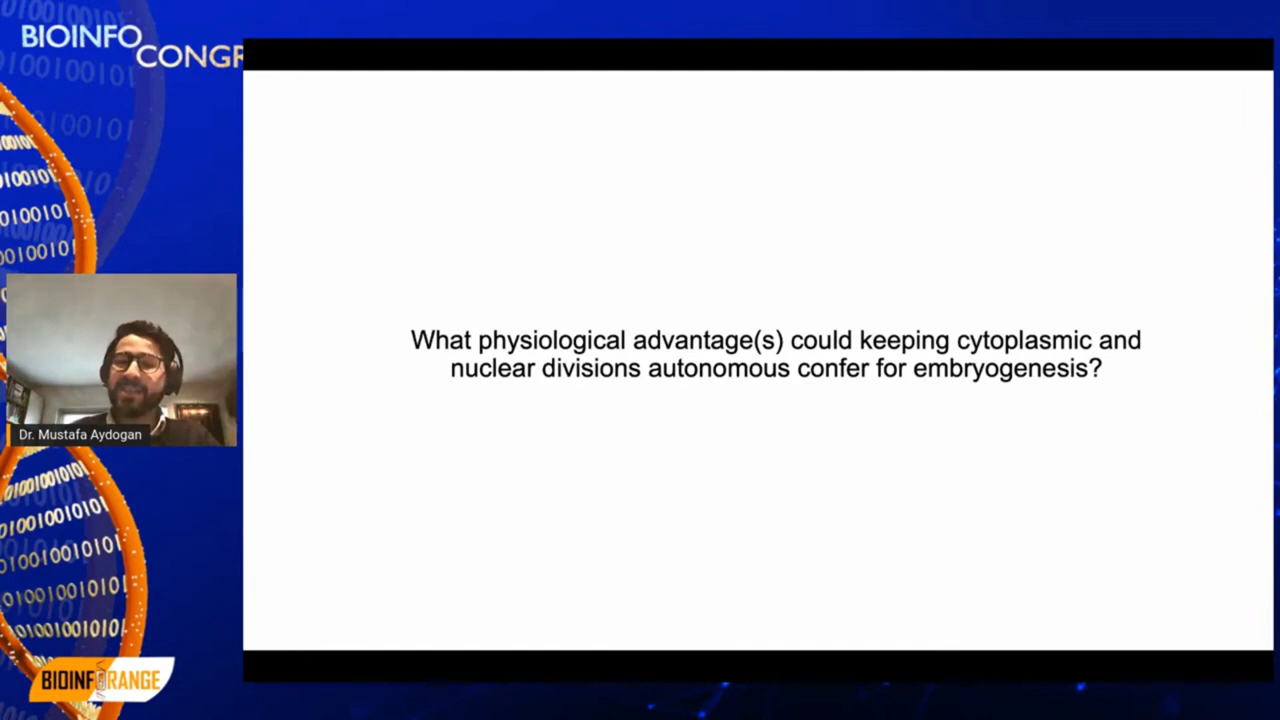 BIOINFO
CONGR
What physiological advantage(s) could keeping cytoplasmic and
nuclear divisions autonomous confer for embryogenesis?
Dr. Mustafa Aydogan
BIOINFORANGE